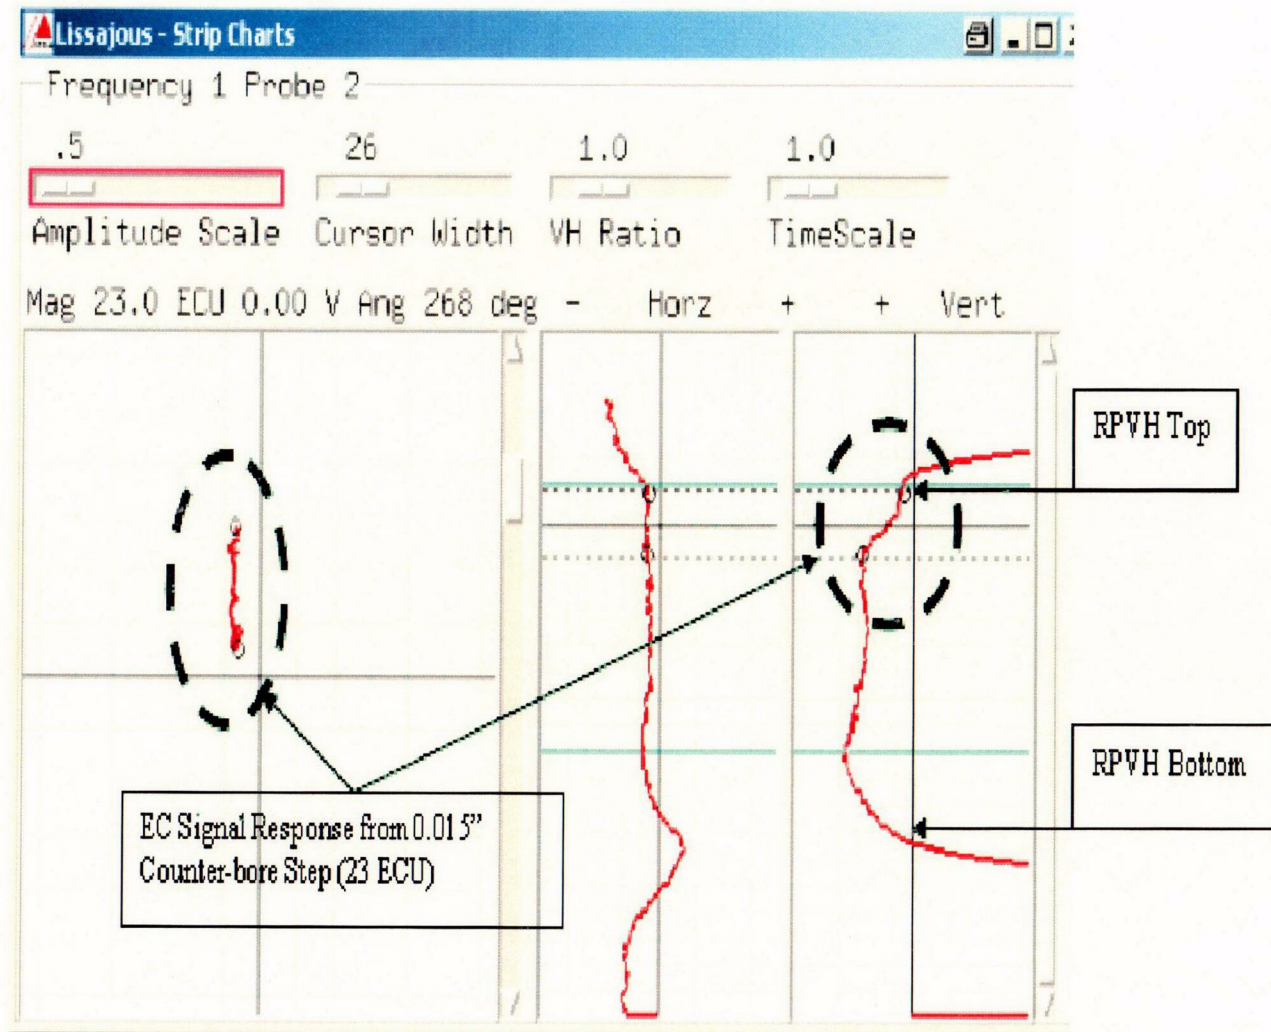 Lissajous - Strip Charts
Frequency 1 Probe 2
.5 26 1.0 1.0
Amplitude Scale Cursor Width VH Ratio TimeScale
Mag 23.0 ECU 0.00 V Ang 268 deg - Horz + + Vert
RPVH Top
RPVH Bottom
EC Signal Response from 0.015”
Counter-bore Step (23 ECU)